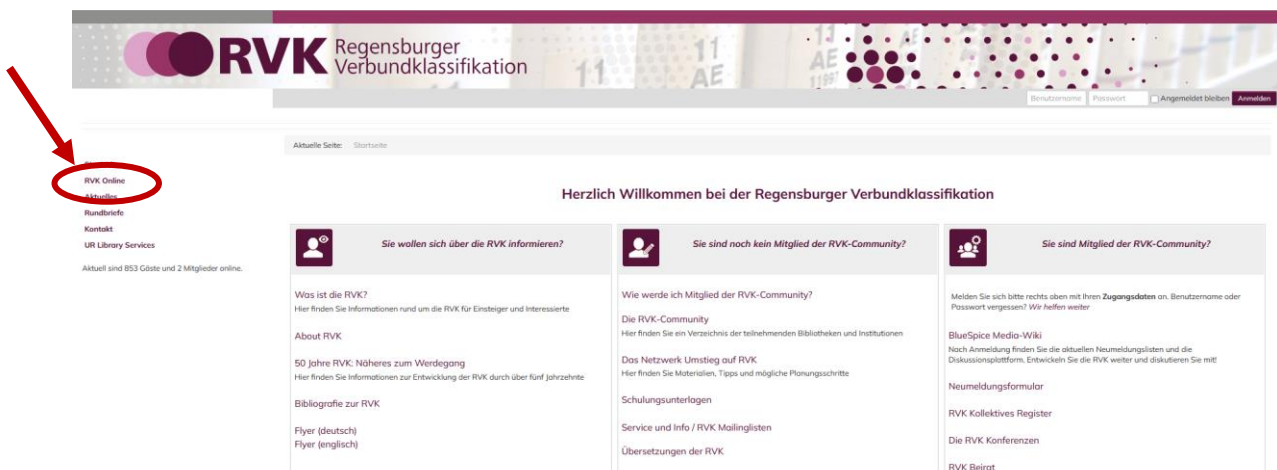 RVK Regensburger
Verbundklassifikation
11
AE
11
11
AE
11997
AE
Benutzername Passwort Angemeldet bleiben Anmelden
Aktuelle Seite: Startseite
RVK Online
Aktuelles
Rundbriefe
Kontakt
UR Library Services
Aktuell sind 853 Gäste und 2 Mitglieder online.
Herzlich Willkommen bei der Regensburger Verbundklassifikation
Sie wollen sich über die RVK informieren?
Was ist die RVK?
Hier finden Sie Informationen rund um die RVK für Einsteiger und Interessierte
About RVK
50 Jahre RVK: Näheres zum Werdegang
Hier finden Sie Informationen zur Entwicklung der RVK durch über fünf Jahrzehnte
Bibliografie zur RVK
Flyer (deutsch)
Flyer (englisch)
Sie sind noch kein Mitglied der RVK-Community?
Wie werde ich Mitglied der RVK-Community?
Die RVK-Community
Hier finden Sie ein Verzeichnis der teilnehmenden Bibliotheken und Institutionen
Das Netzwerk Umstieg auf RVK
Hier finden Sie Materialien, Tipps und mögliche Planungsschritte
Schulungsunterlagen
Service und Info / RVK Mailinglisten
Übersetzungen der RVK
Sie sind Mitglied der RVK-Community?
Melden Sie sich bitte rechts oben mit Ihren Zugangsdaten an. Benutzername oder
Passwort vergessen? Wir helfen weiter
BlueSpice Media-Wiki
Nach Anmeldung finden Sie die aktuellen Neumeldungslisten und die
Diskussionsplattform. Entwickeln Sie die RVK weiter und diskutieren Sie mit!
Neumeldungsformular
RVK Kollektives Register
Die RVK Konferenzen
RVK Beirat